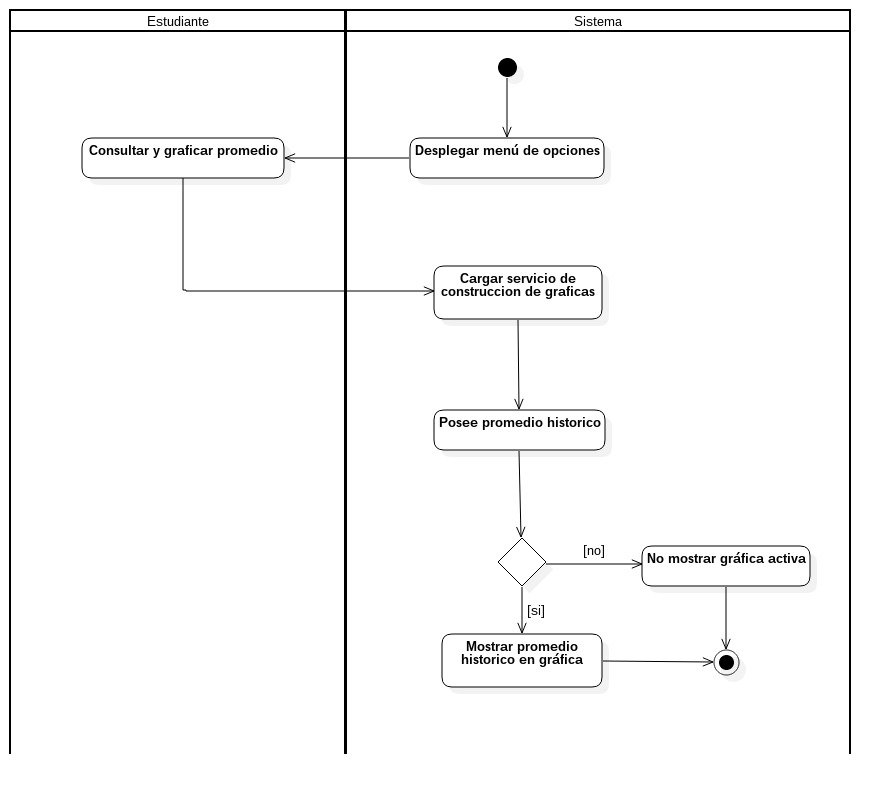 Estudiante
Sistema
Consultar y graficar promedio
Desplegar menú de opciones
Cargar servicio de
construccion de graficas
Posee promedio historico
[no]
No mostrar gráfica activa
[si]
Mostrar promedio
historico en gráfica